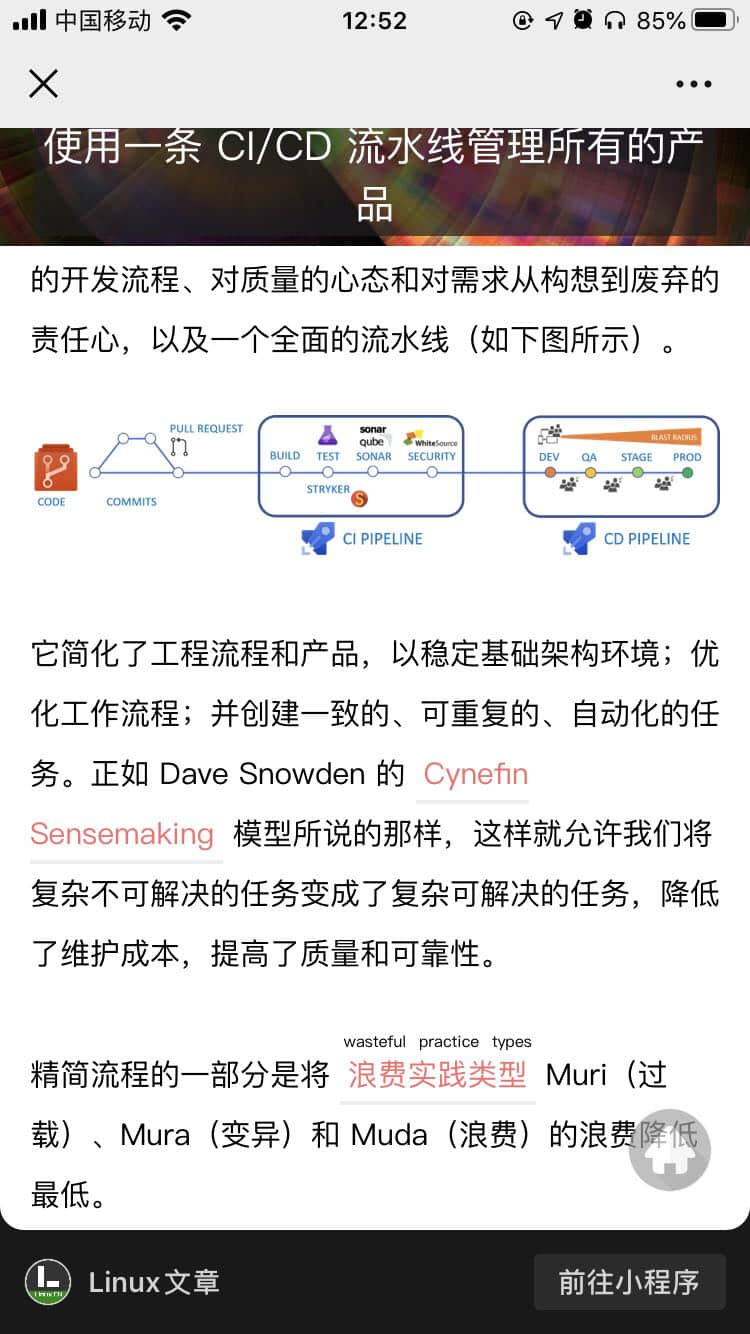 中国移动
12:52
85%
使用一条 CI/CD 流水线管理所有的产
品
的开发流程、对质量的心态和对需求从构想到废弃的
责任心，以及一个全面的流水线（如下图所示）。
CODE
COMMITS
PULL REQUEST
BUILD
TEST
sonar
qube
SONAR
WhiteSource
SECURITY
STRYKER
S
CI PIPELINE
BLAST RADIUS
DEV
QA
STAGE
PROD
CD PIPELINE
它简化了工程流程和产品，以稳定基础架构环境；优
化工作流程；并创建一致的、可重复的、自动化的任
务。正如 Dave Snowden 的 Cynefin
Sensemaking 模型所说的那样，这样就允许我们将
复杂不可解决的任务变成了复杂可解决的任务，降低
了维护成本，提高了质量和可靠性。
wasteful practice types
精简流程的一部分是将 浪费实践类型 Muri（过
载）、Mura（变异）和 Muda（浪费）的浪费降低
最低。
L
Linux CN
Linux文章
前往小程序